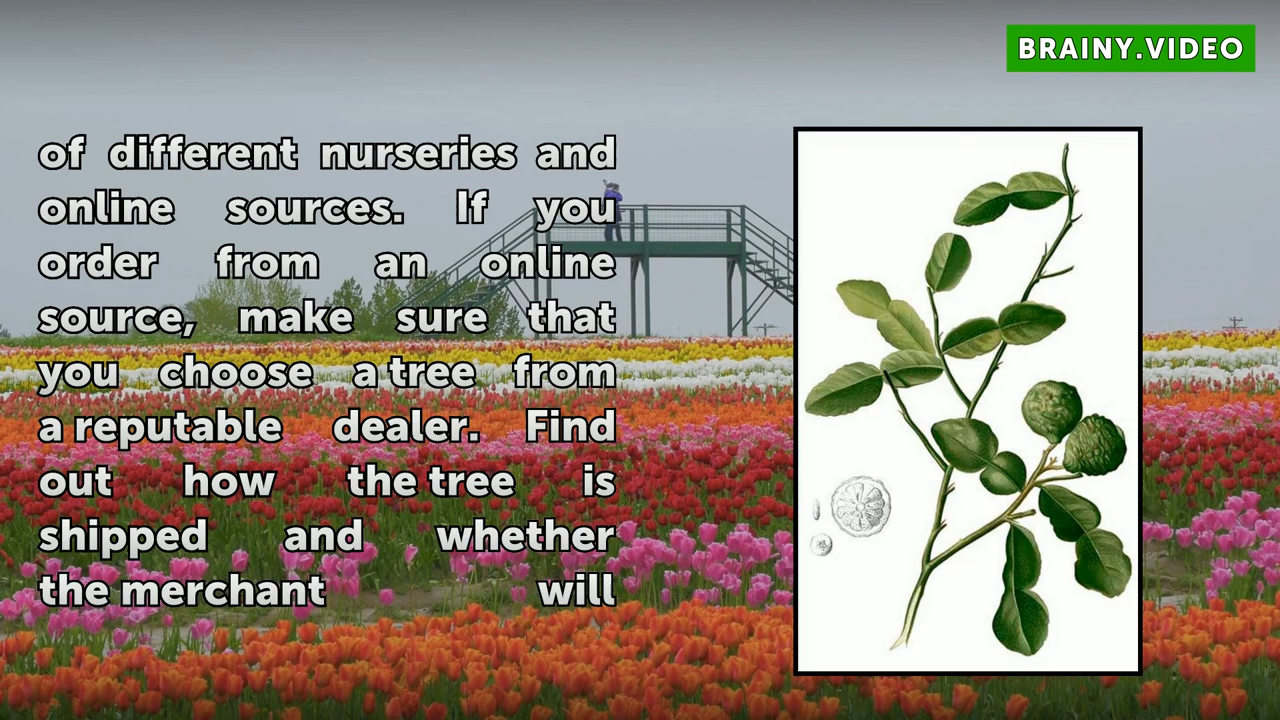 BRAINY.VIDEO
of different nurseries and
online sources. If you
order from an online
source, make sure that
you choose a tree from
a reputable dealer. Find
out how the tree is
shipped and whether
the merchant will